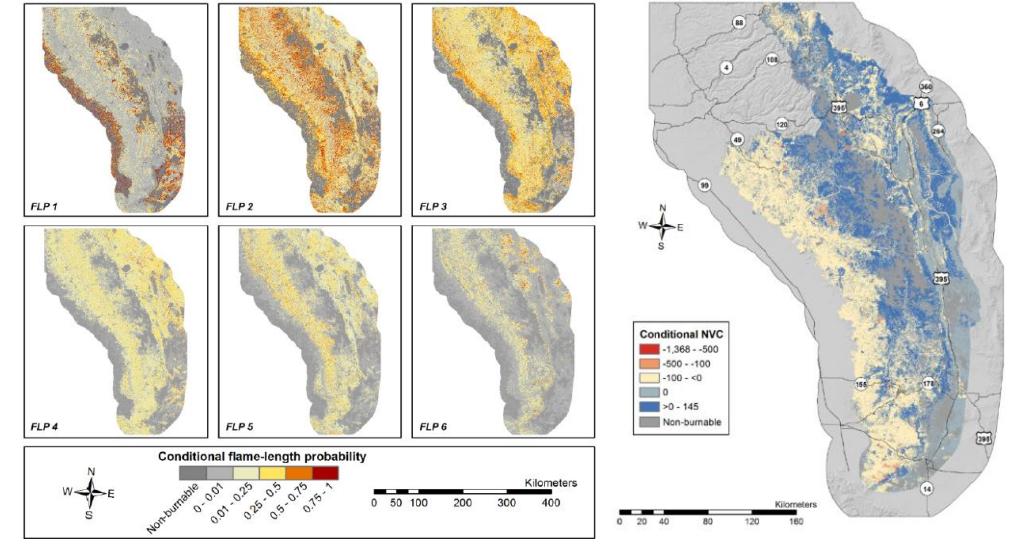 FLP 1
FLP 2
FLP 3
FLP 4
FLP 5
FLP 6
Conditional flame-length probability
N
W E
S
Non-burnable
0 - 0.01
0.01 - 0.25
0.25 - 0.5
0.5 - 0.75
0.75 - 1
Kilometers
0 50 100 200 300 400
88
4
108
395
360
6
264
120
49
99
N
W E
S
395
Conditional NVC
-1,368 - -500
-500 - -100
-100 - <0
0
>0 - 145
Non-burnable
155
178
395
14
Kilometers
0 20 40 80 120 160